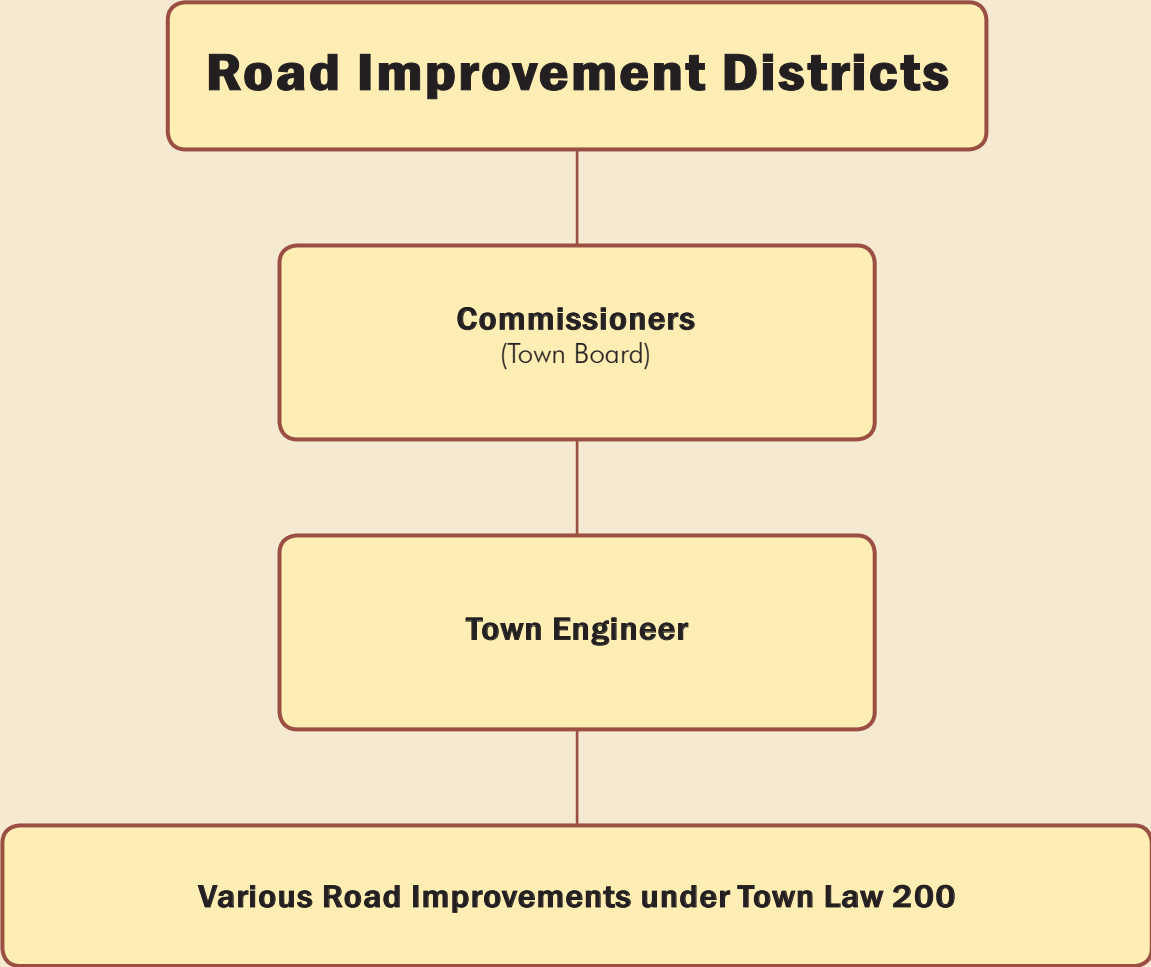 Road Improvement Districts
Commissioners
(Town Board)
Town Engineer
Various Road Improvements under Town Law 200